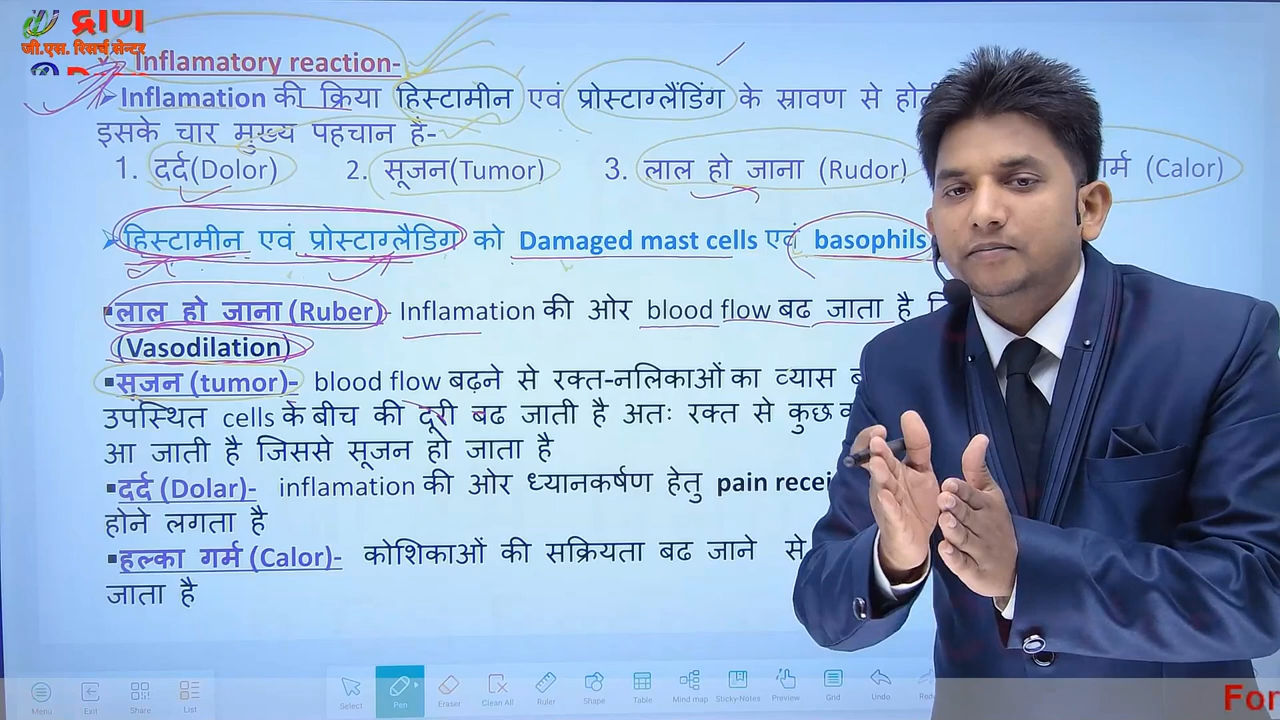 द्राण
जी.एस. रिसर्च सेन्टर
Inflamatory reaction-
Inflamation की क्रिया हिस्टामीन एवं प्रोस्टाग्लैंडिंग के स्रावण से
इसके चार मुख्य पहचान हैं-
1. दर्द(Dolor) 2. सूजन(Tumor) 3. लाल हो जाना (Rudor) (Calor)
हिस्टामीन एवं प्रोस्टाग्लैडिग को Damaged mast cells एवं basophils
लाल हो जाना (Ruber)- Inflamation की ओर blood flow बढ जाता है
(Vasodilation)
सूजन (tumor)- blood flow बढ़ने से रक्त-नलिकाओं का व्यास
उपस्थित cells के बीच की दूरी बढ जाती है अतः रक्त से कुछ
आ जाती है जिससे सूजन हो जाता है
दर्द (Dolar)- inflamation की ओर ध्यानकर्षण हेतु pain
होने लगता है
हल्का गर्म (Calor)- कोशिकाओं की सक्रियता बढ जाने से
जाता है
Menu Exit Share List Select Pen Eraser Clean All Ruler Shape Table Mind map Sticky-Notes Preview Grid Undo
For